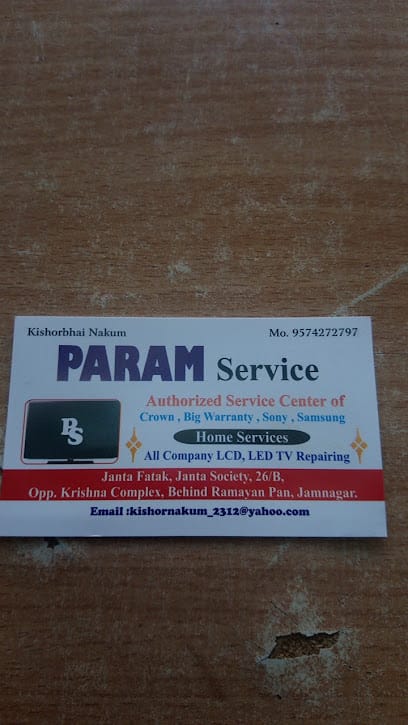 Kishorbhai Nakum Mo. 9574272797
PARAM Service
Authorized Service Center of
Crown , Big Warranty , Sony , Samsung
PS
Home Services
All Company LCD, LED TV Repairing
Janta Fatak, Janta Society, 26/B,
Opp. Krishna Complex, Behind Ramayan Pan, Jamnagar.
Email :kishornakum_2312@yahoo.com